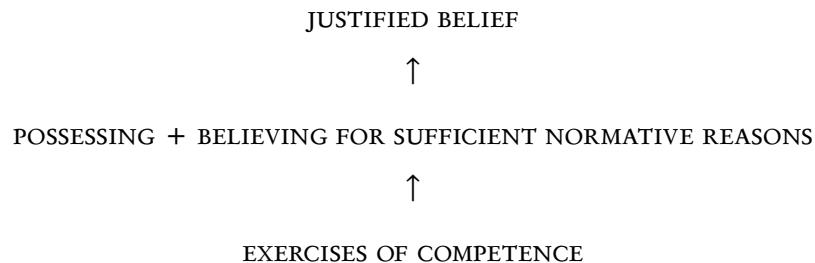 JUSTIFIED BELIEF
↑
POSSESSING + BELIEVING FOR SUFFICIENT NORMATIVE REASONS
↑
EXERCISES OF COMPETENCE